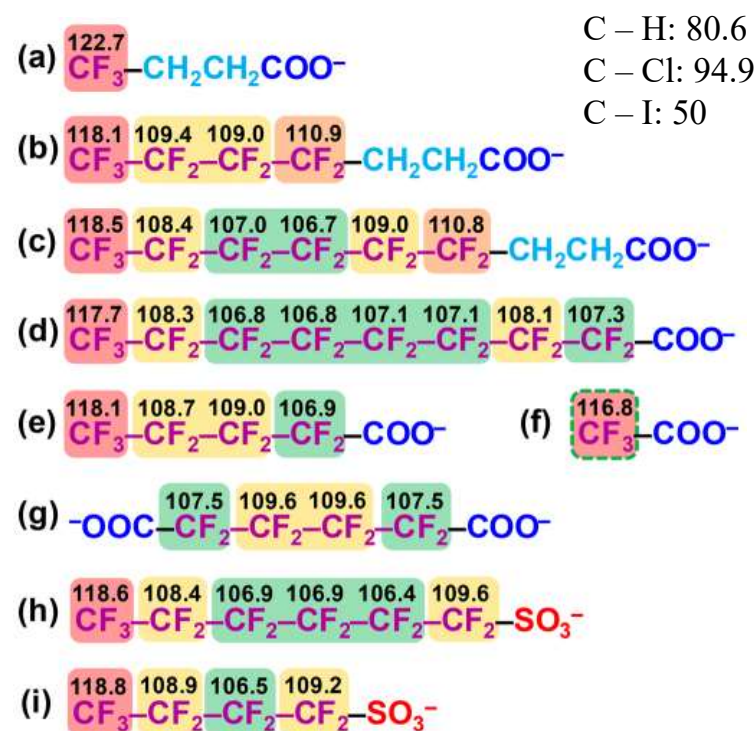 C – H: 80.6
C – Cl: 94.9
C – I: 50
122.7
(a) CF₃–CH₂CH₂COO⁻
118.1 109.4 109.0 110.9
(b) CF₃–CF₂–CF₂–CF₂–CH₂CH₂COO⁻
118.5 108.4 107.0 106.7 109.0 110.8
(c) CF₃–CF₂–CF₂–CF₂–CF₂–CF₂–CH₂CH₂COO⁻
117.7 108.3 106.8 106.8 107.1 107.1 108.1 107.3
(d) CF₃–CF₂–CF₂–CF₂–CF₂–CF₂–CF₂–CF₂–COO⁻
118.1 108.7 109.0 106.9
(e) CF₃–CF₂–CF₂–CF₂–COO⁻
116.8
(f) CF₃–COO⁻
107.5 109.6 109.6 107.5
(g) ⁻OOC–CF₂–CF₂–CF₂–CF₂–COO⁻
118.6 108.4 106.9 106.9 106.4 109.6
(h) CF₃–CF₂–CF₂–CF₂–CF₂–CF₂–SO₃⁻
118.8 108.9 106.5 109.2
(i) CF₃–CF₂–CF₂–CF₂–SO₃⁻